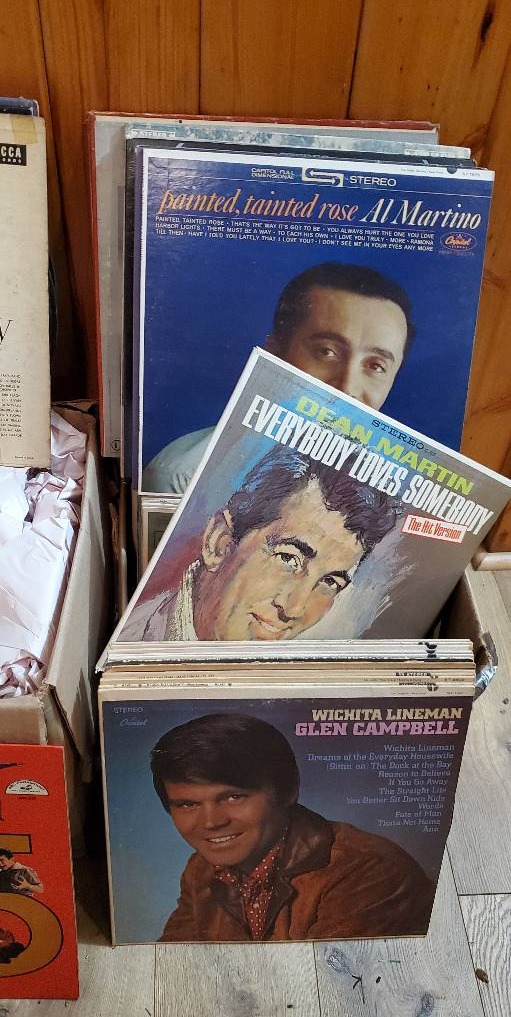 CCA
CAPITOL FULL
DIMENSIONAL
STEREO
painted, tainted rose Al Martino
PAINTED, TAINTED ROSE · THAT'S THE WAY IT'S GOT TO BE · YOU ALWAYS HURT THE ONE YOU LOVE
HARBOR LIGHTS · THERE MUST BE A WAY · TO EACH HIS OWN · I LOVE YOU TRULY · MORE · RAMONA
TILL THEN · HAVE I TOLD YOU LATELY THAT I LOVE YOU? · I DON'T SEE ME IN YOUR EYES ANY MORE
Capitol
y
STEREO
DEAN MARTIN
EVERYBODY LOVES SOMEBODY
The Hit Version
STEREO
Capitol
WICHITA LINEMAN
GLEN CAMPBELL
Wichita Lineman
Dreams of the Everyday Housewife
(Sittin' on) The Dock of the Bay
Reason to Believe
If You Go Away
The Straight Life
You Better Sit Down Kids
Words
Fate of Man
That's Not Home
Ann